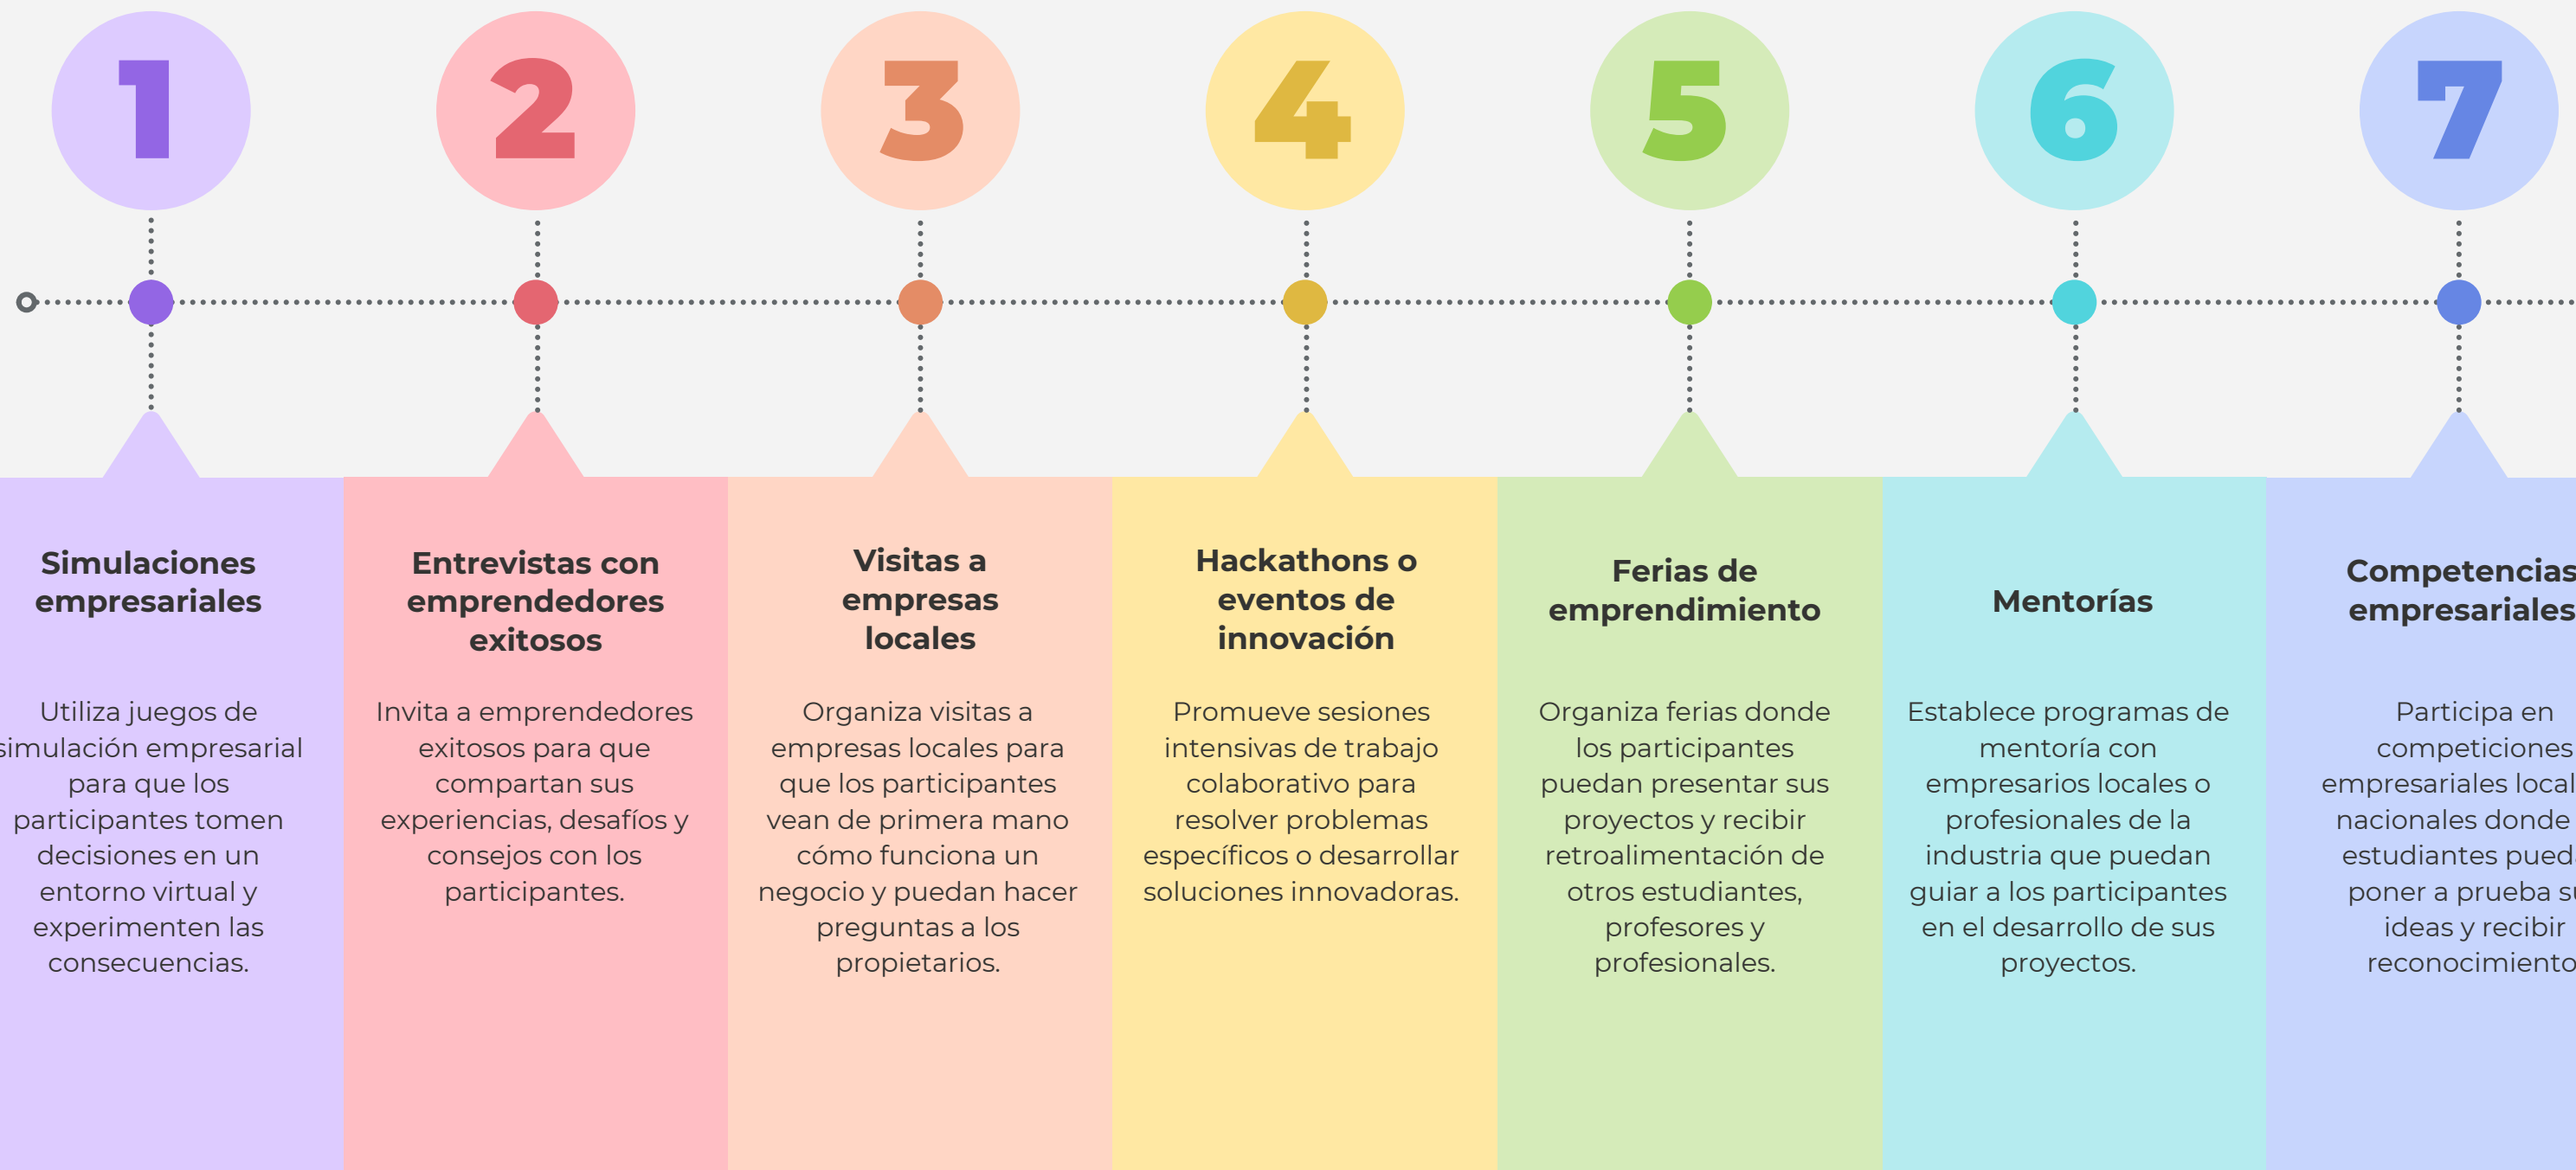 1
2
3
4
5
6
7
Simulaciones
empresariales
Utiliza juegos de
simulación empresarial
para que los
participantes tomen
decisiones en un
entorno virtual y
experimenten las
consecuencias.
Entrevistas con
emprendedores
exitosos
Invita a emprendedores
exitosos para que
compartan sus
experiencias, desafíos y
consejos con los
participantes.
Visitas a
empresas
locales
Organiza visitas a
empresas locales para
que los participantes
vean de primera mano
cómo funciona un
negocio y puedan hacer
preguntas a los
propietarios.
Hackathons o
eventos de
innovación
Promueve sesiones
intensivas de trabajo
colaborativo para
resolver problemas
específicos o desarrollar
soluciones innovadoras.
Ferias de
emprendimiento
Organiza ferias donde
los participantes
puedan presentar sus
proyectos y recibir
retroalimentación de
otros estudiantes,
profesores y
profesionales.
Mentorías
Establece programas de
mentoría con
empresarios locales o
profesionales de la
industria que puedan
guiar a los participantes
en el desarrollo de sus
proyectos.
Competencias
empresariales
Participa en
competiciones
empresariales
nacionales donde
estudiantes
poner a prueba
ideas y recibir
reconocimiento